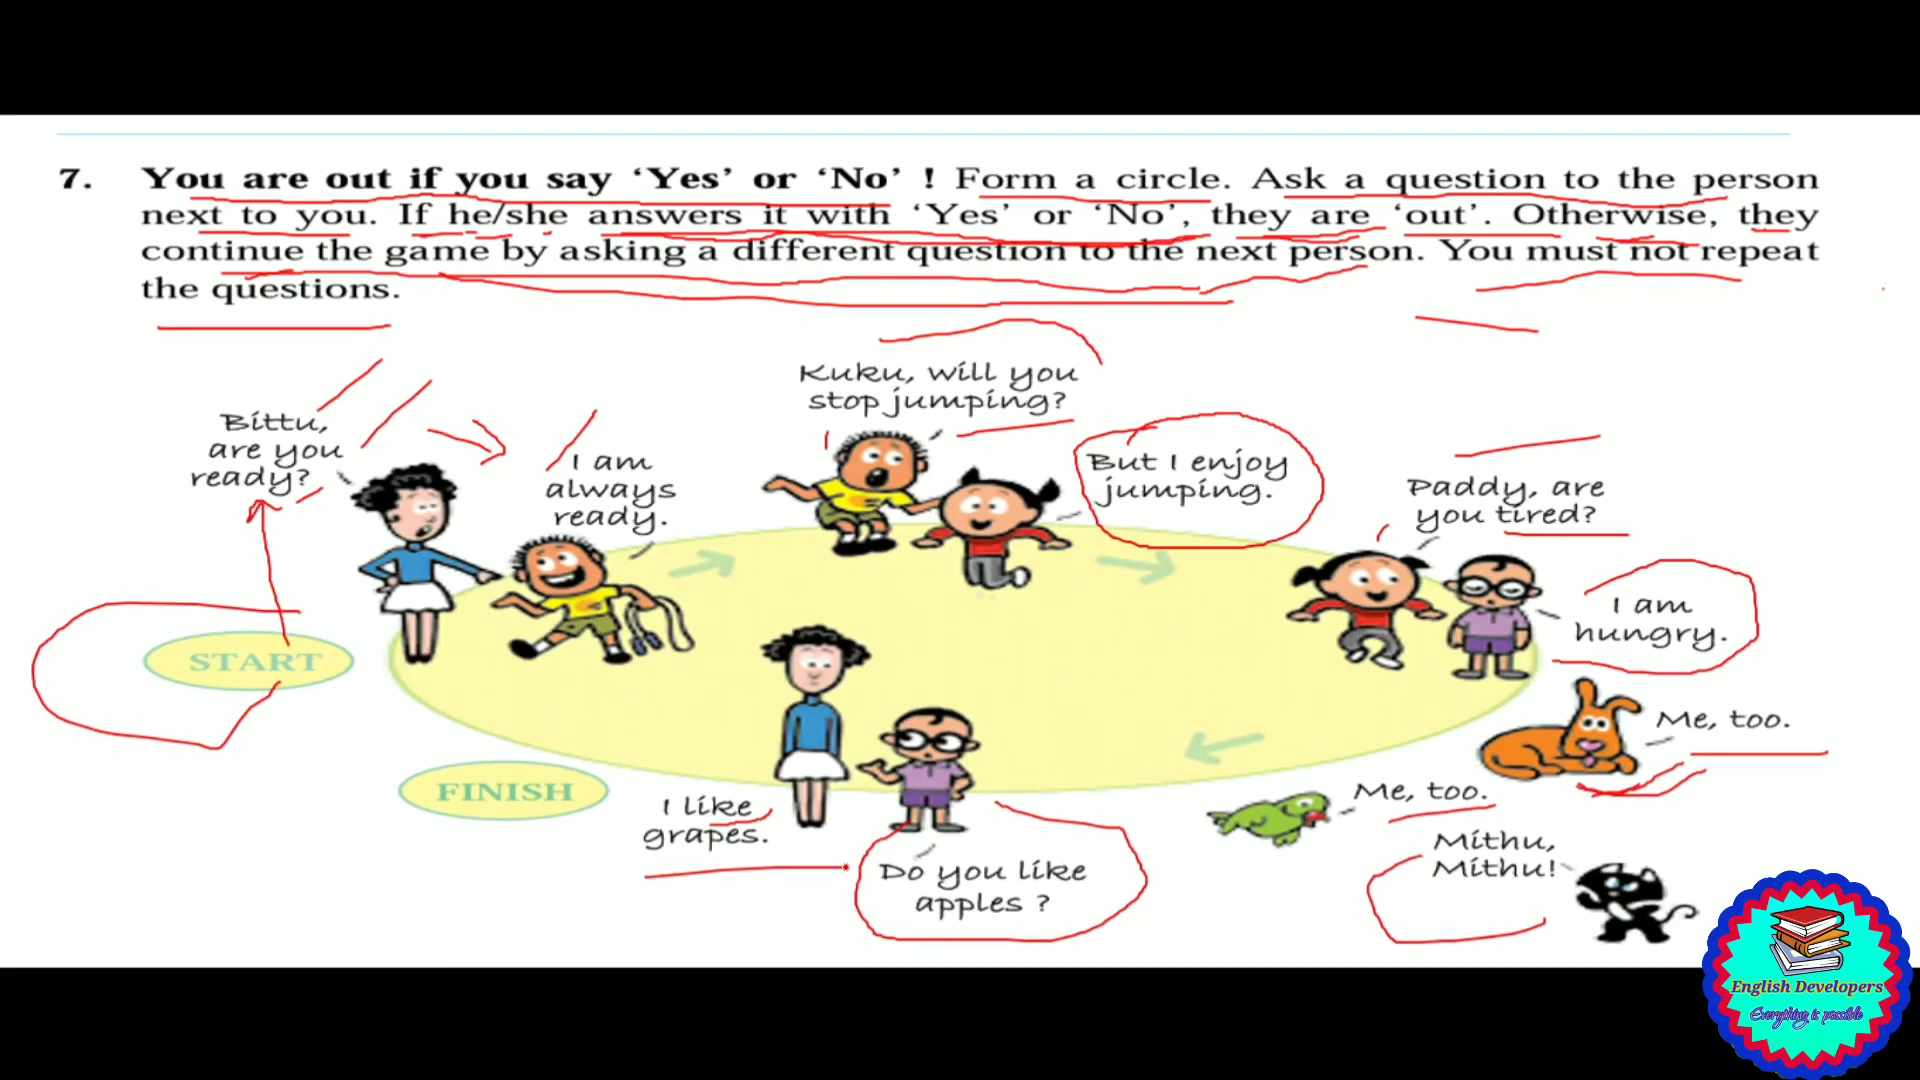 7. You are out if you say ‘Yes’ or ‘No’ ! Form a circle. Ask a question to the person
next to you. If he/she answers it with ‘Yes’ or ‘No’, they are ‘out’. Otherwise, they
continue the game by asking a different question to the next person. You must not repeat
the questions.
Bittu,
are you
ready?
I am
always
ready.
Kuku, will you
stop jumping?
But I enjoy
jumping.
Paddy, are
you tired?
I am
hungry.
Me, too.
Me, too.
Mithu,
Mithu!
Do you like
apples ?
I like
grapes.
START
FINISH
English Developers
Everything is possible